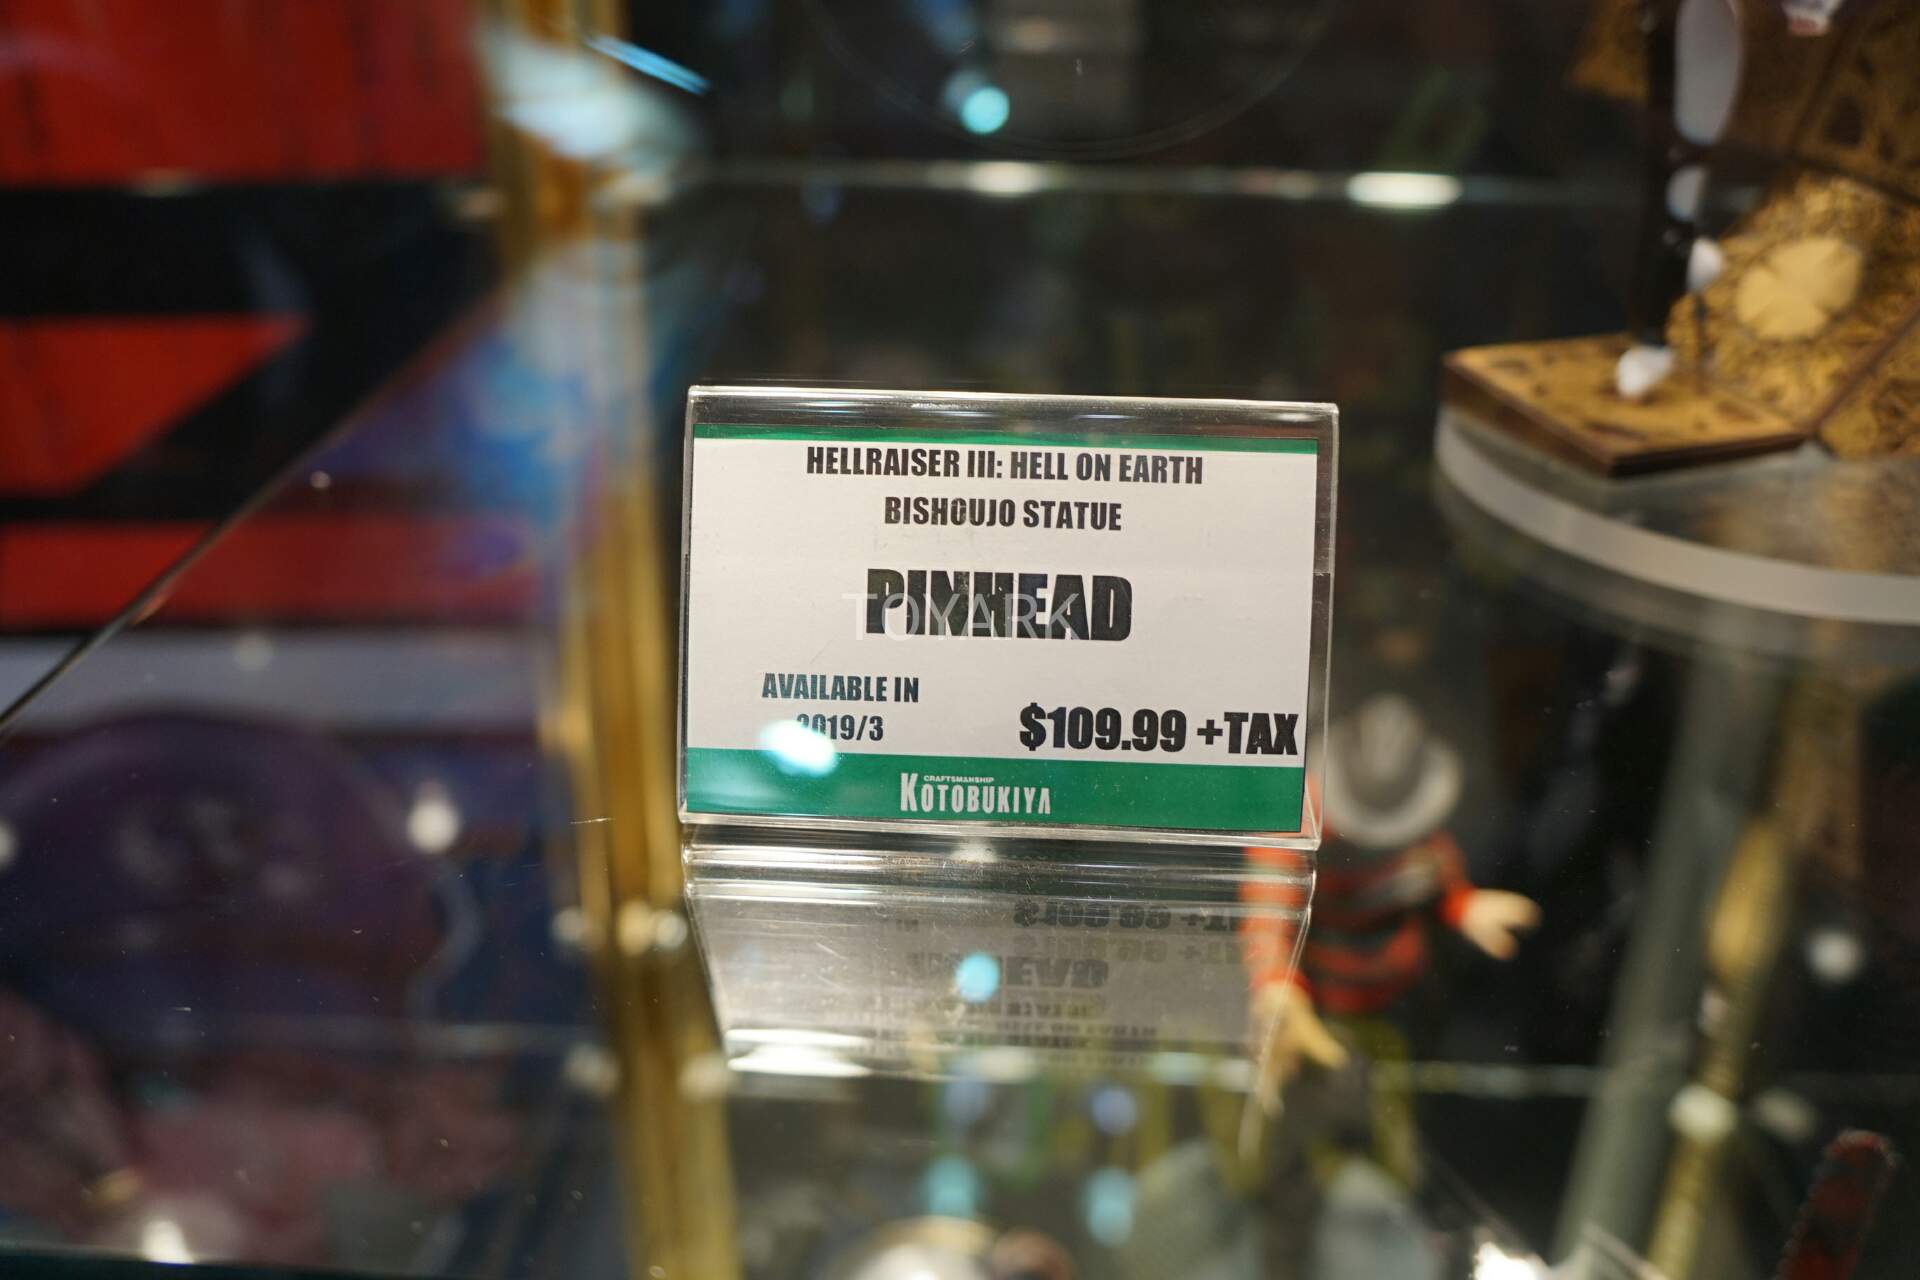 HELLRAISER III: HELL ON EARTH
BISHOUJO STATUE
PINHEAD
TOYARK
AVAILABLE IN
2019/3
$109.99 +TAX
CRAFTSMANSHIP
KOTOBUKIYA